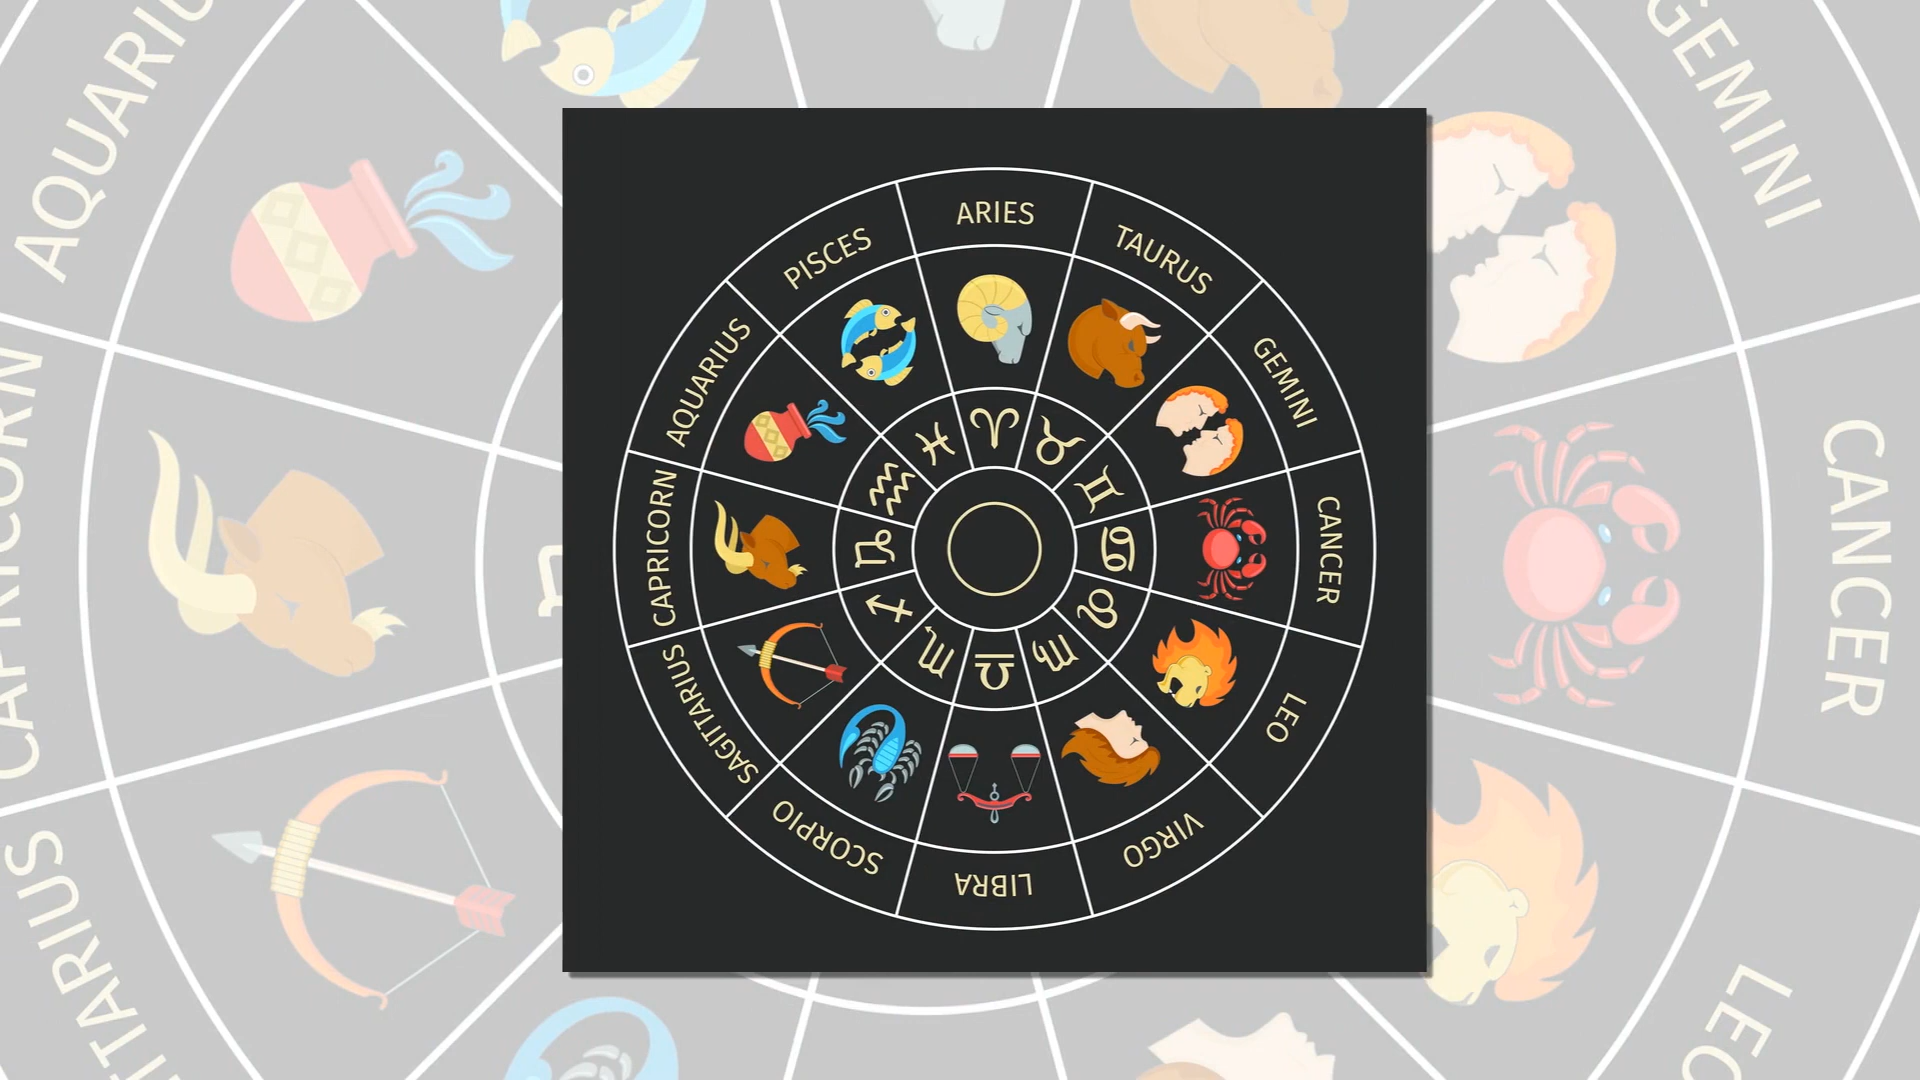 ARIES
TAURUS
GEMINI
CANCER
LEO
VIRGO
LIBRA
SCORPIO
SAGITTARIUS
CAPRICORN
AQUARIUS
PISCES
AQUARIU
GEMINI
CAPRICORN
CANCER
ITTARIUS
LEO